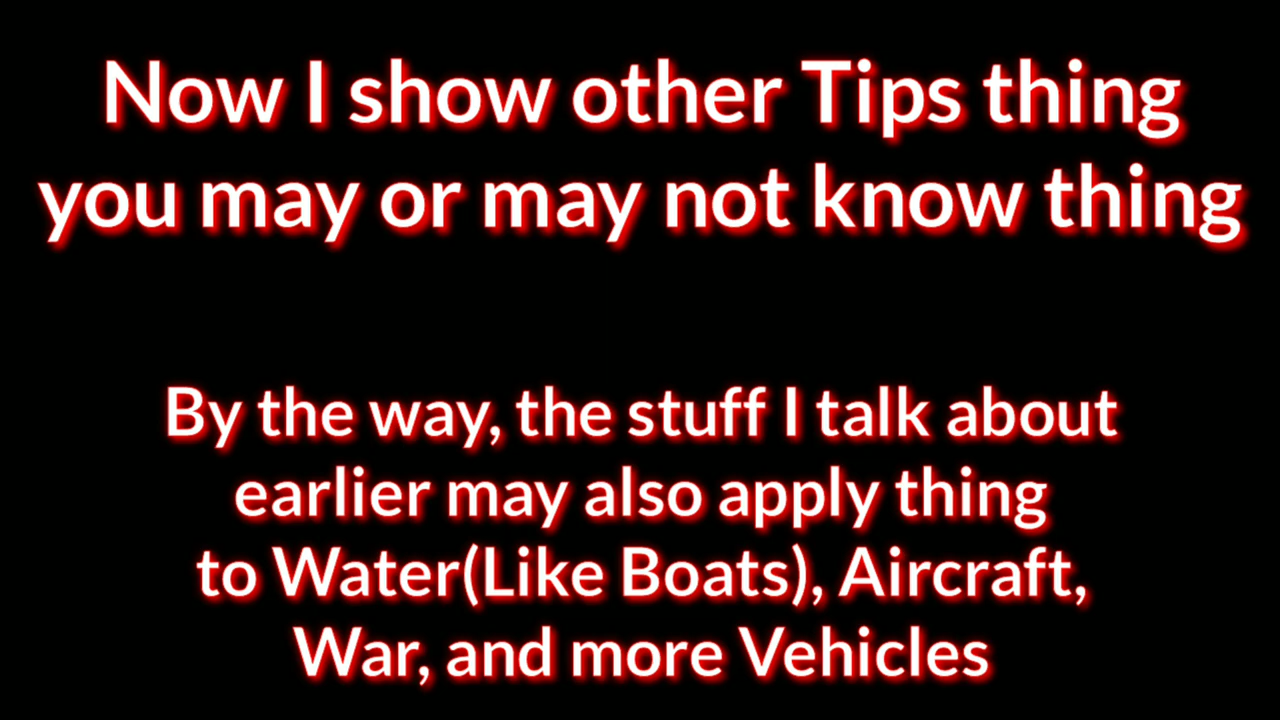 Now I show other Tips thing
you may or may not know thing
By the way, the stuff I talk about
earlier may also apply thing
to Water(Like Boats), Aircraft,
War, and more Vehicles